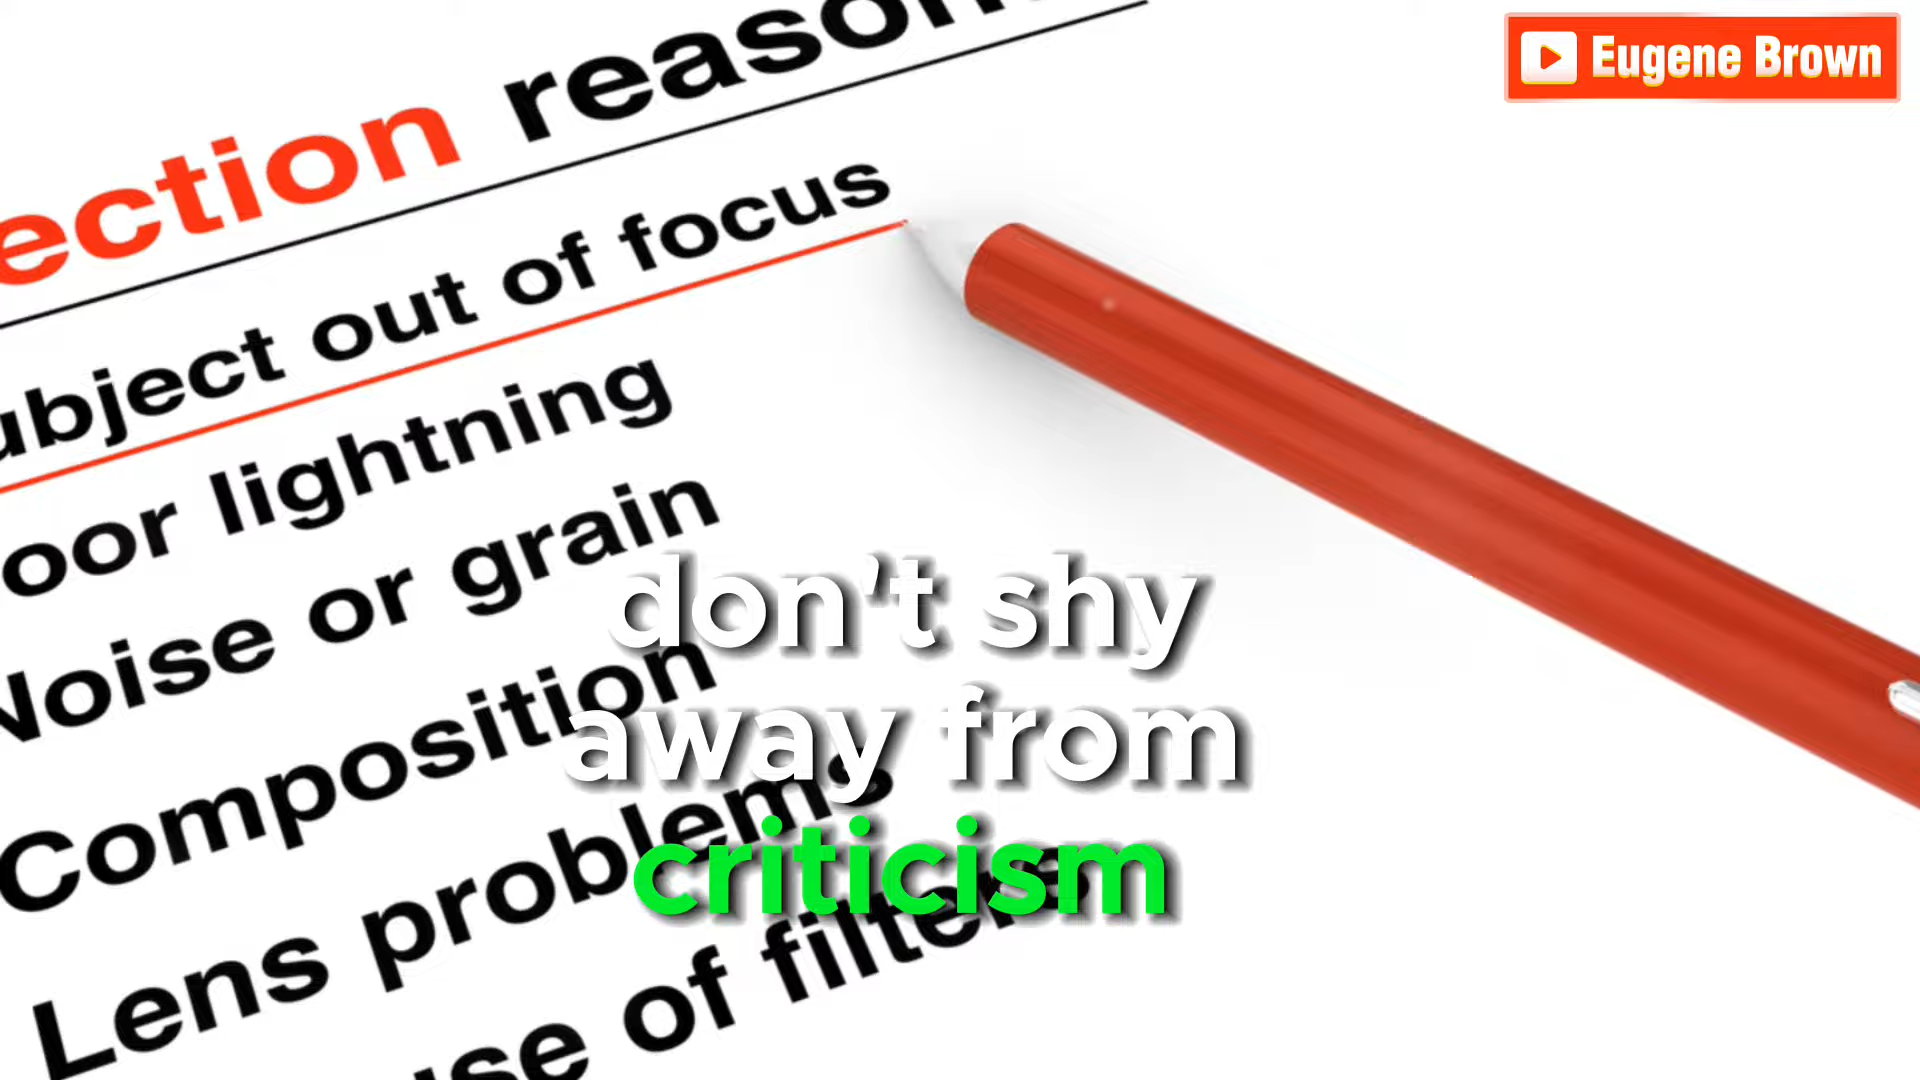 Eugene Brown
ection reason
ubject out of focus
oor lightning
Noise or grain
Composition
Lens problems
use of filters
don't shy
away from
criticism